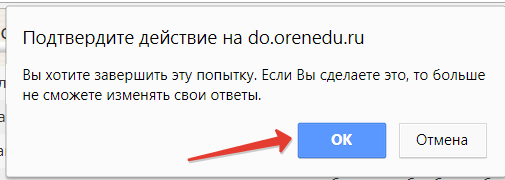 Подтвердите действие на do.orenedu.ru
Вы хотите завершить эту попытку. Если Вы сделаете это, то больше
не сможете изменять свои ответы.
ОК
Отмена